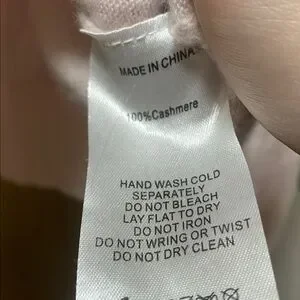 MADE IN CHINA
100%Cashmere
HAND WASH COLD
SEPARATELY
DO NOT BLEACH
LAY FLAT TO DRY
DO NOT IRON
DO NOT WRING OR TWIST
DO NOT DRY CLEAN